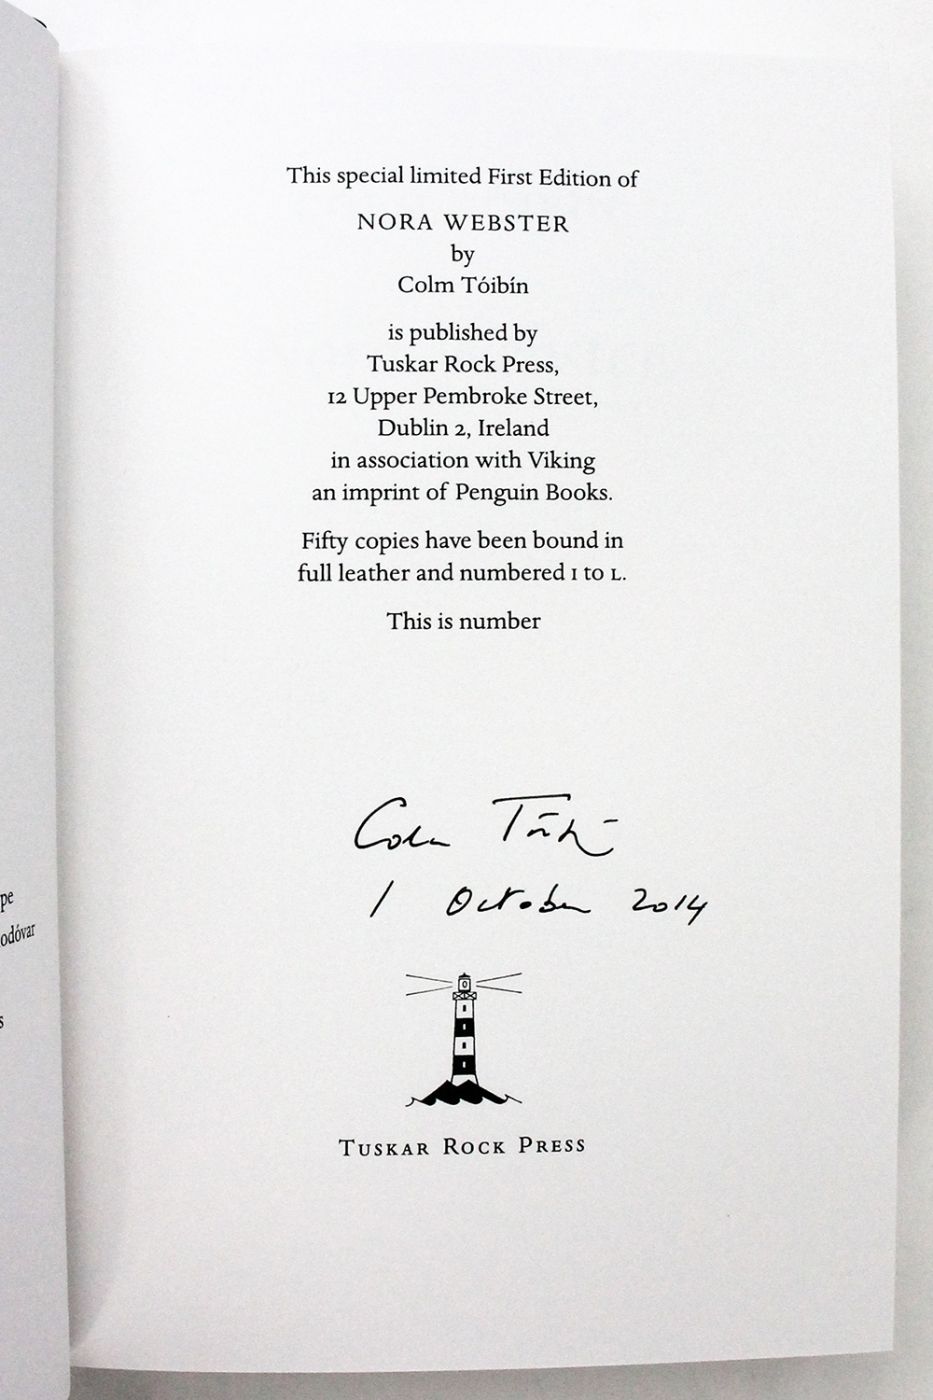 This special limited First Edition of
NORA WEBSTER
by
Colm Tóibín
is published by
Tuskar Rock Press,
12 Upper Pembroke Street,
Dublin 2, Ireland
in association with Viking
an imprint of Penguin Books.
Fifty copies have been bound in
full leather and numbered I to L.
This is number
Colm Tóibín
1 October 2014
TUSKAR ROCK PRESS